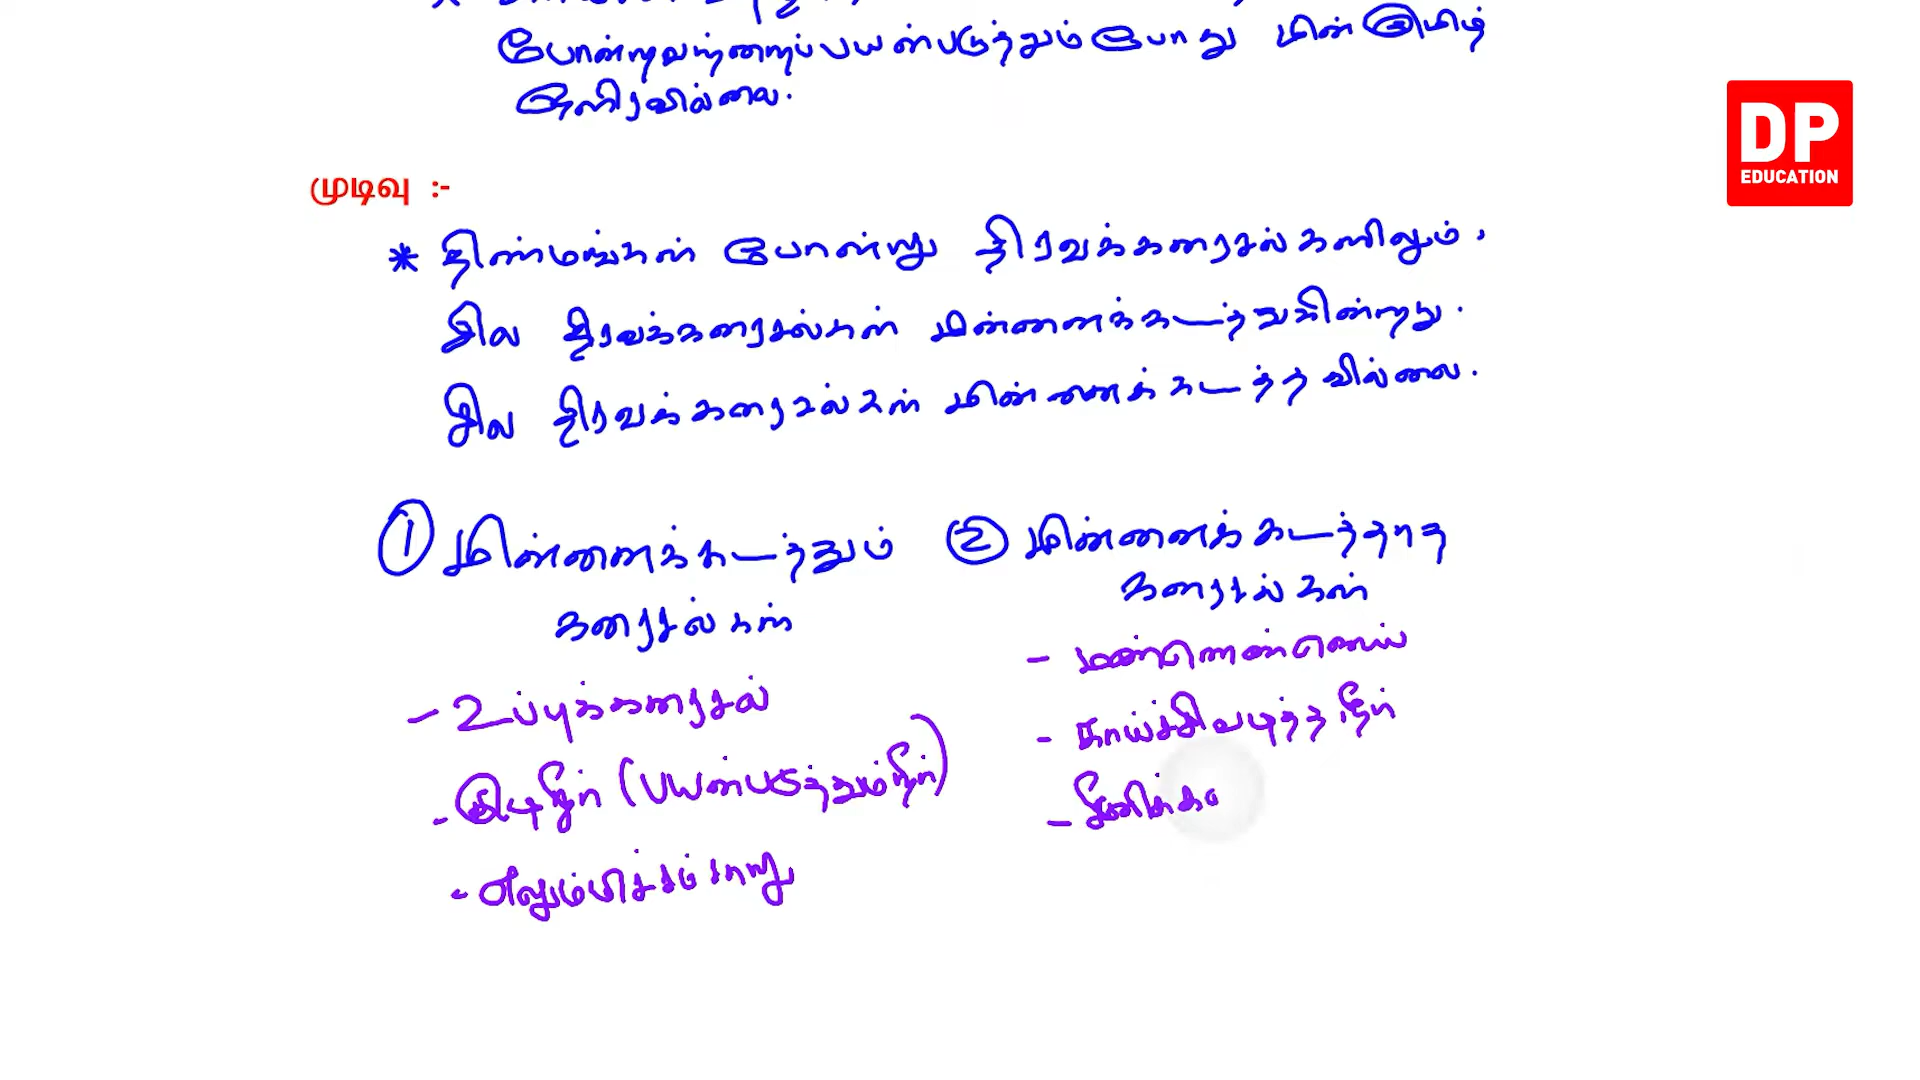 போன்றவற்றைப் பயன்படுத்தும் போது மின்குமிழ்
ஒளிரவில்லை.
DP
EDUCATION
முடிவு :-
* திண்மங்கள் போன்று திரவக்கரைசல்களிலும்,
சில திரவக்கரைசல்கள் மின்னைக்கடத்துகின்றது.
சில திரவக்கரைசல்கள் மின்னைக்கடத்தவில்லை.
① மின்னைக்கடத்தும் ② மின்னைக்கடத்தாத
கரைசல்கள் கரைசல்கள்
- உப்புக்கரைசல் - மண்ணெண்ணெய்
- குடிநீர் (பயன்படுத்தும்நீர்) - காய்ச்சிவடித்த நீர்
- எலுமிச்சம் சாறு - சீனிக்க